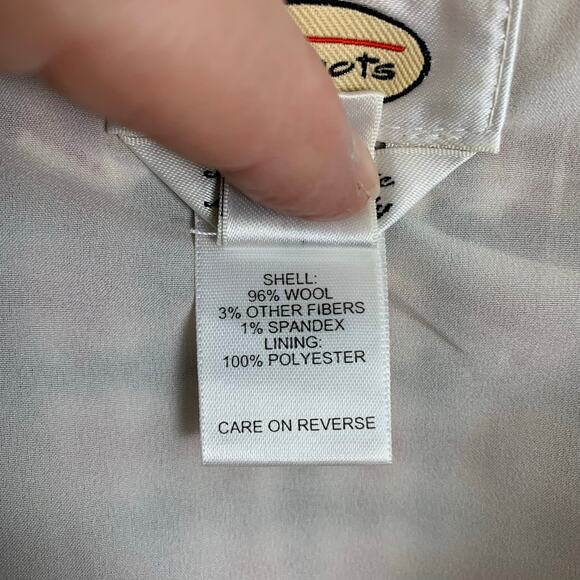 SHELL:
96% WOOL
3% OTHER FIBERS
1% SPANDEX
LINING:
100% POLYESTER
CARE ON REVERSE